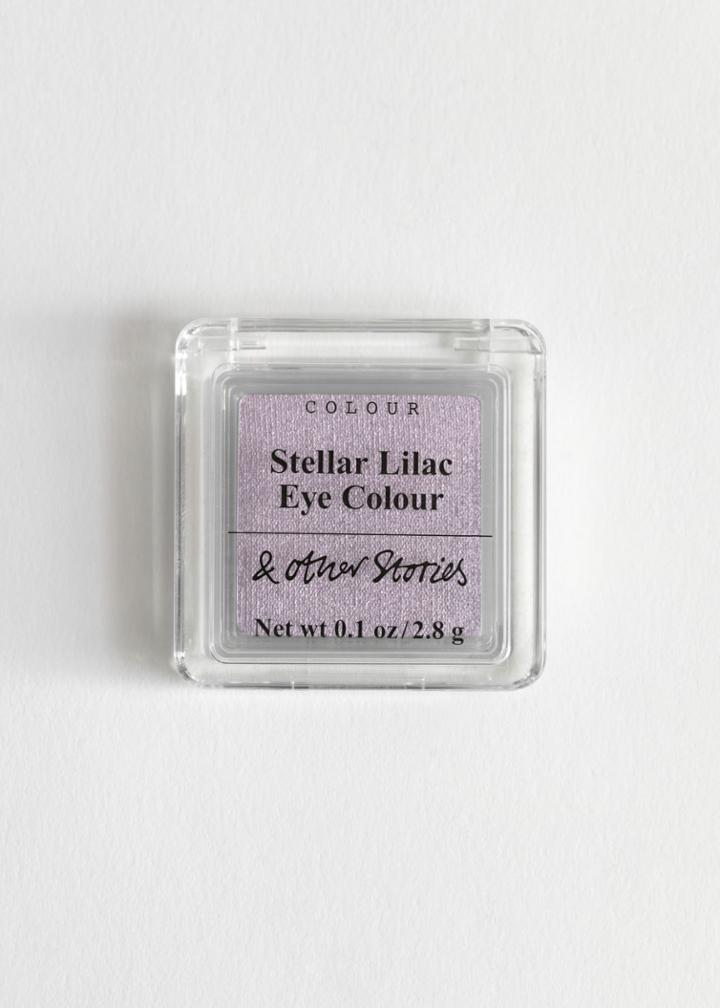 COLOUR
Stellar Lilac
Eye Colour
& other Stories
Net wt 0.1 oz/2.8 g